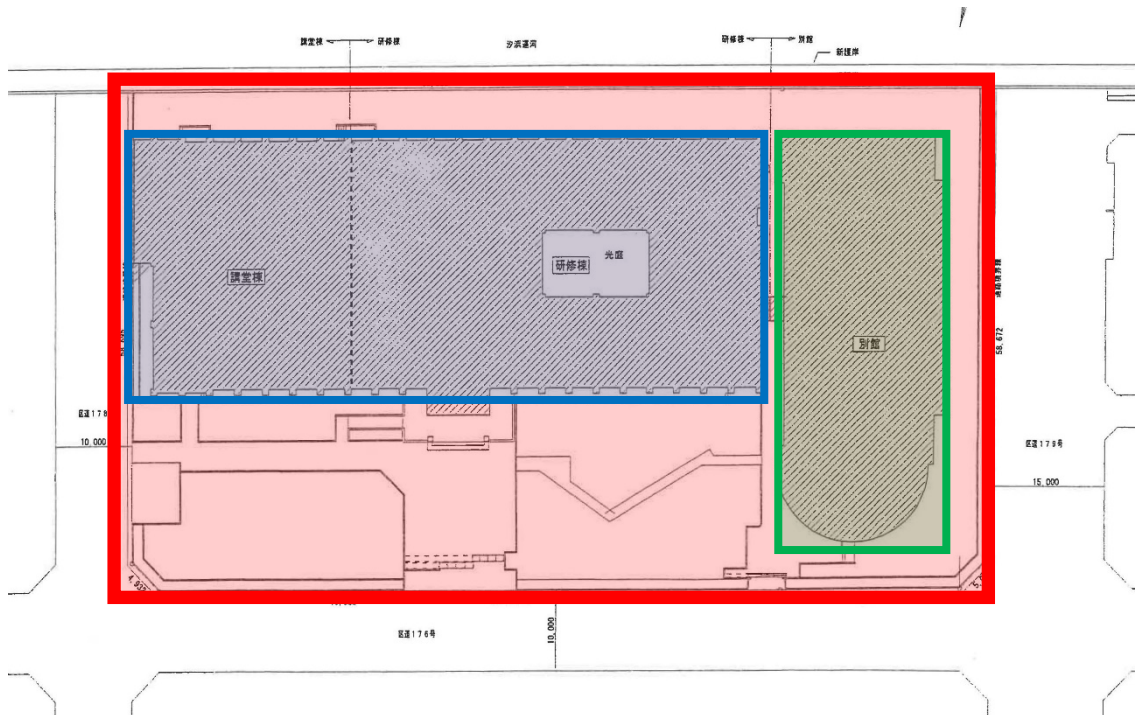 講堂棟 研修棟
汐浜運河
研修棟 別館
新護岸
光庭
研修棟
講堂棟
別館
58.672
区道178
10,000
区道179号
15,000
4.935
区道176号
10,000